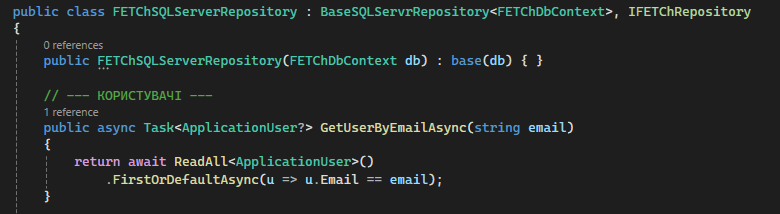 public class FETChSQLServerRepository : BaseSQLServrRepository<FETChDbContext>, IFETChRepository
{
0 references
public FETChSQLServerRepository(FETChDbContext db) : base(db) { }
// --- КОРИСТУВАЧІ ---
1 reference
public async Task<ApplicationUser?> GetUserByEmailAsync(string email)
{
return await ReadAll<ApplicationUser>()
.FirstOrDefaultAsync(u => u.Email == email);
}